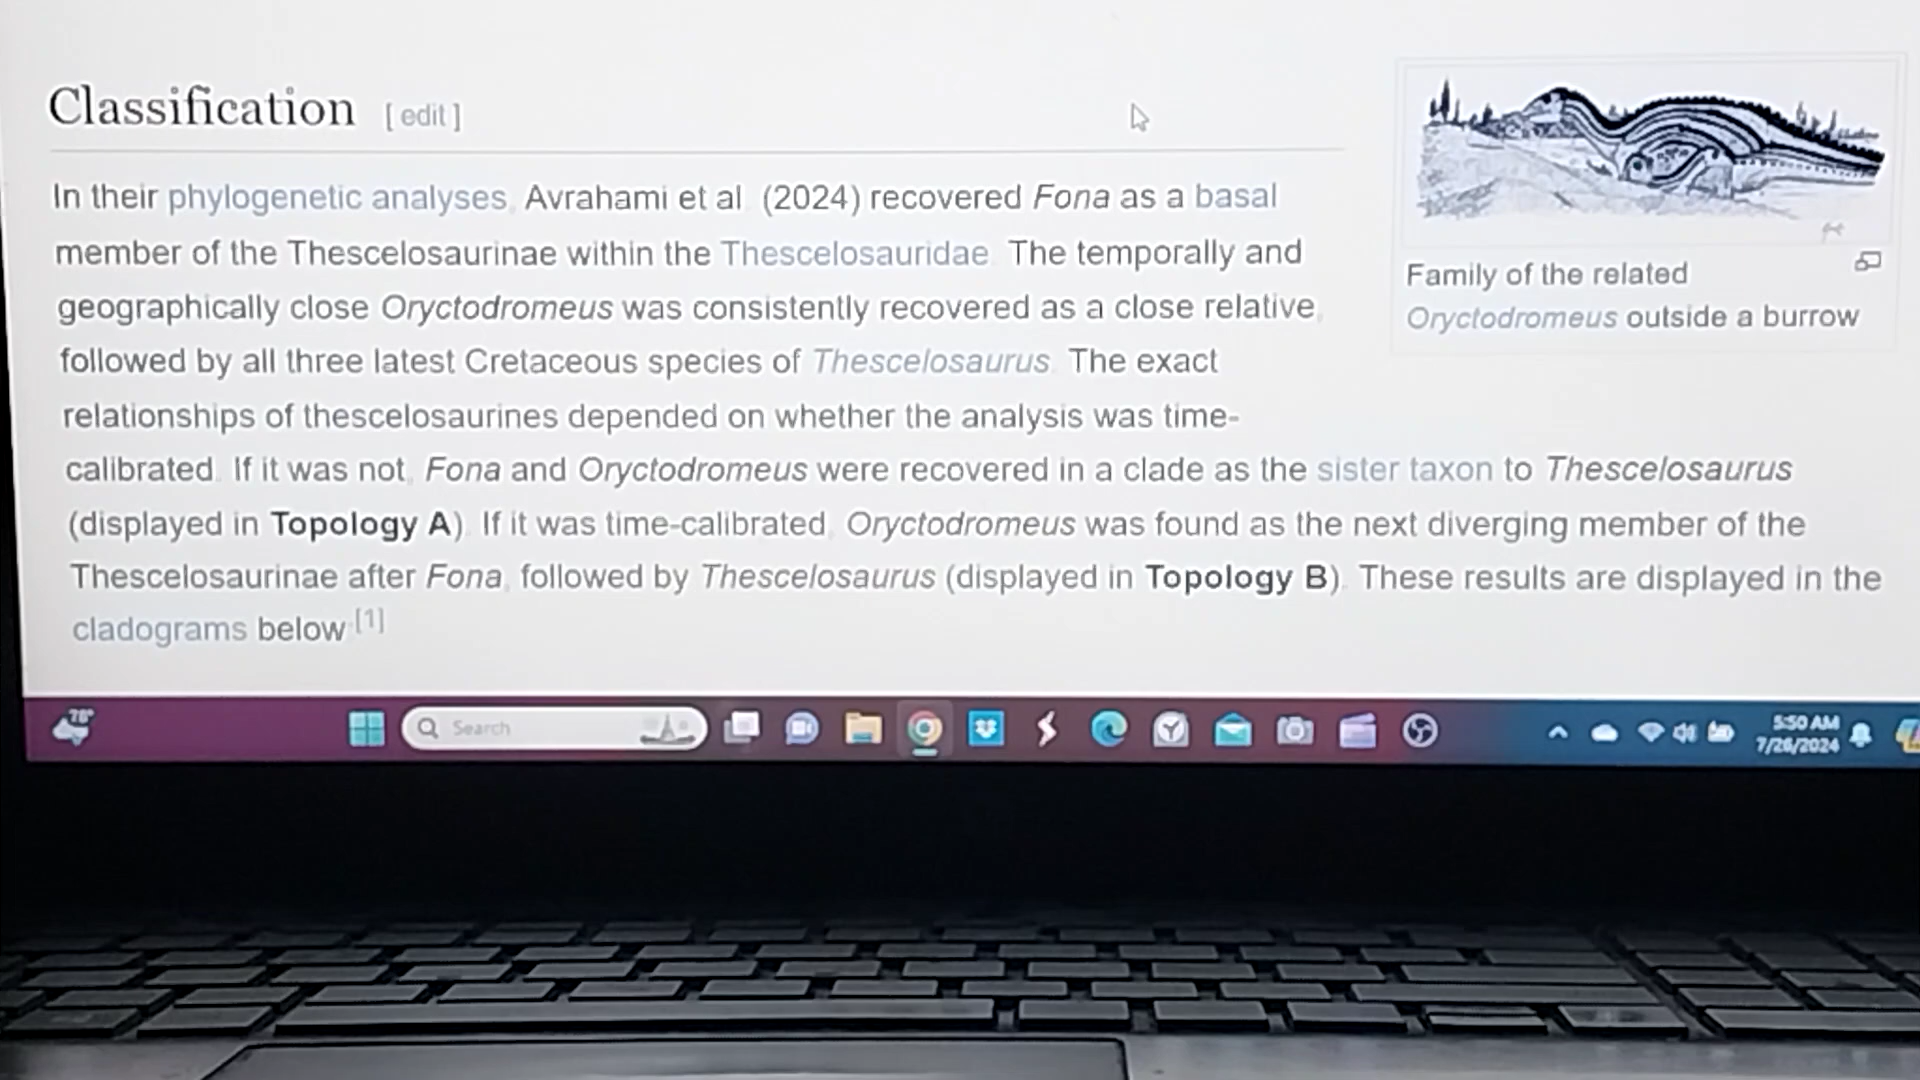 Classification [ edit ]
In their phylogenetic analyses, Avrahami et al. (2024) recovered Fona as a basal
member of the Thescelosaurinae within the Thescelosauridae. The temporally and
geographically close Oryctodromeus was consistently recovered as a close relative,
followed by all three latest Cretaceous species of Thescelosaurus. The exact
relationships of thescelosaurines depended on whether the analysis was time-
calibrated. If it was not, Fona and Oryctodromeus were recovered in a clade as the sister taxon to Thescelosaurus
(displayed in Topology A). If it was time-calibrated, Oryctodromeus was found as the next diverging member of the
Thescelosaurinae after Fona, followed by Thescelosaurus (displayed in Topology B). These results are displayed in the
cladograms below.[1]
Family of the related
Oryctodromeus outside a burrow
78°
Search
5:50 AM
7/26/2024